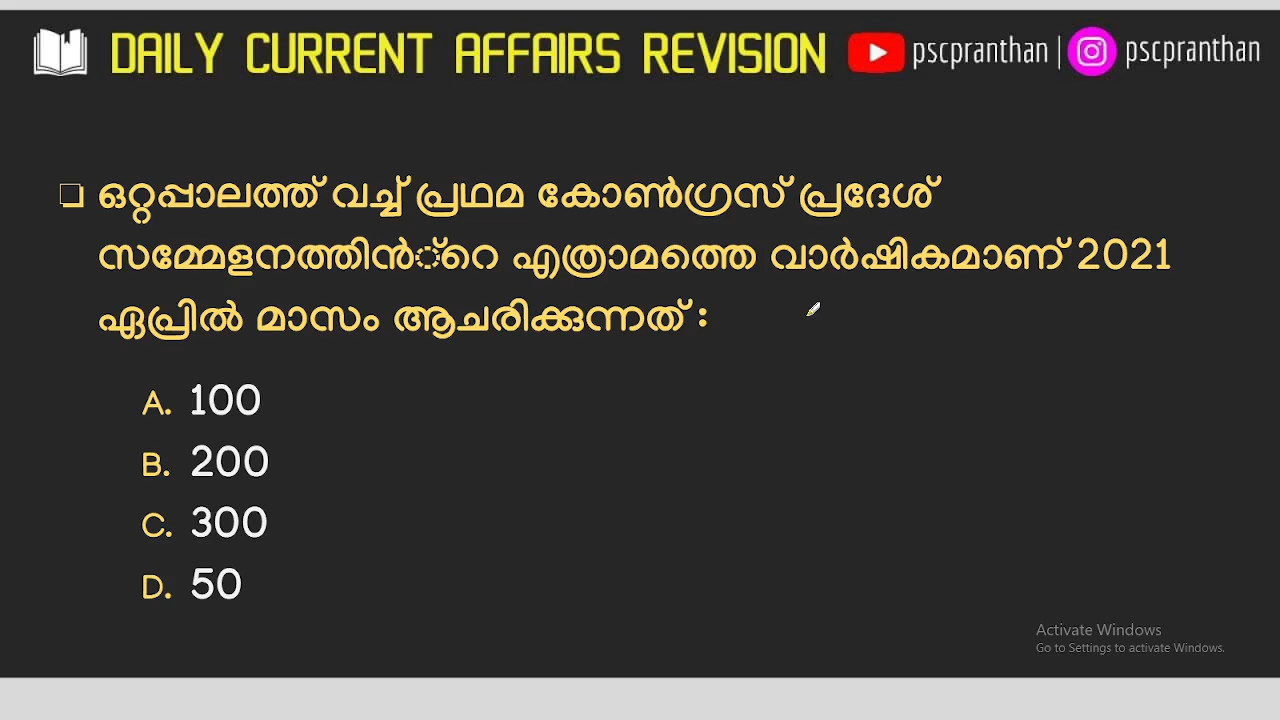 DAILY CURRENT AFFAIRS REVISION pscpranthan | pscpranthan
❑ ഒറ്റപ്പാലത്ത് വച്ച് പ്രഥമ കോൺഗ്രസ് പ്രദേശ്
സമ്മേളനത്തിൻ്റെ എത്രാമത്തെ വാർഷികമാണ് 2021
ഏപ്രിൽ മാസം ആചരിക്കുന്നത് :
A. 100
B. 200
C. 300
D. 50
Activate Windows
Go to Settings to activate Windows.